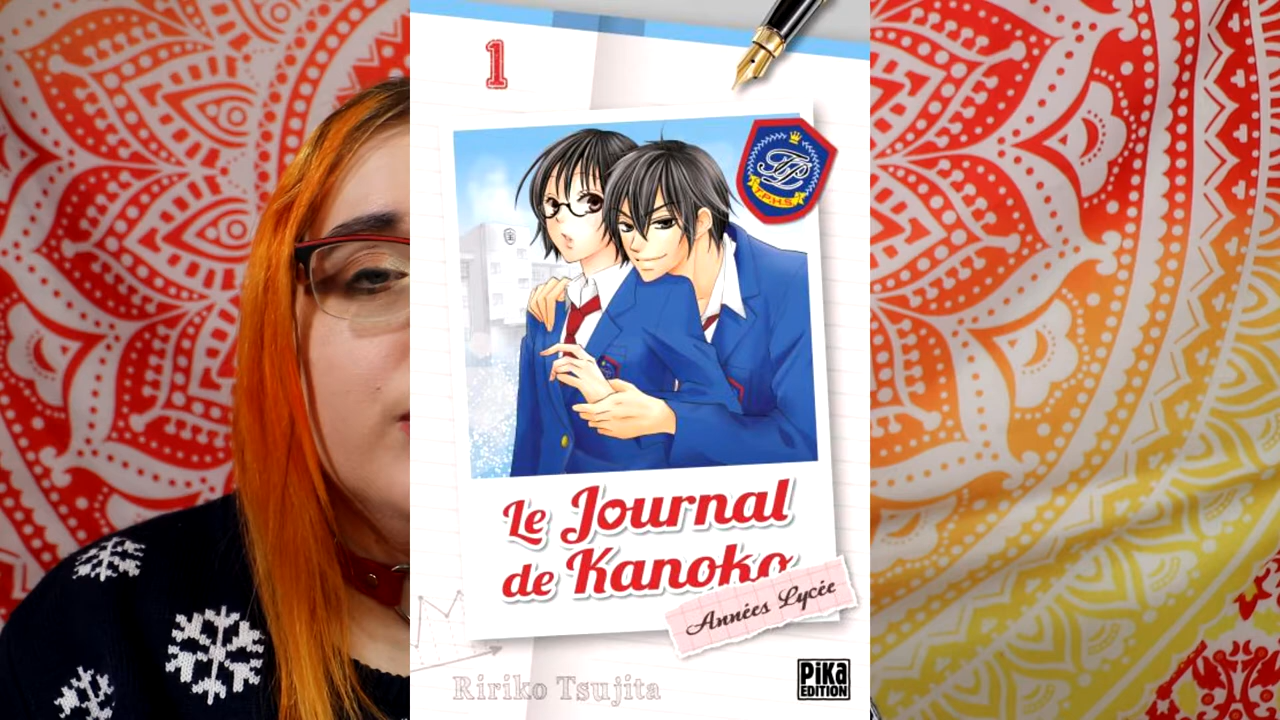 1
T.P.H.S.
Le Journal
de Kanoko
Années Lycée
Ririko Tsujita
PIKA
EDITION